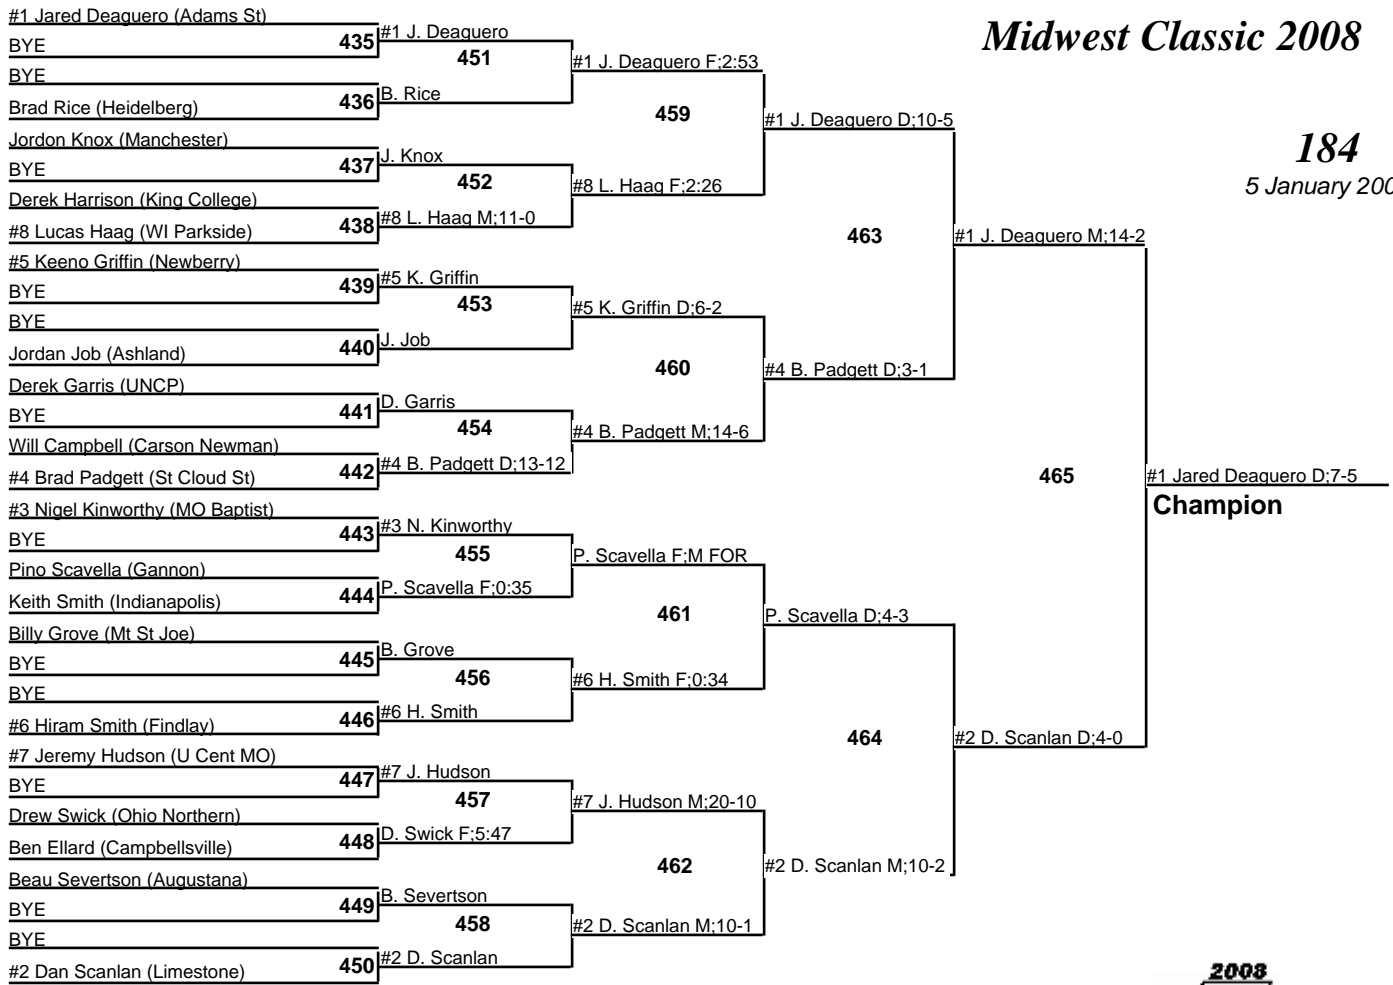 Midwest Classic 2008
184
5 January 200
#1 Jared Deaguero (Adams St)
BYE
435
BYE
Brad Rice (Heidelberg)
436
Jordon Knox (Manchester)
BYE
437
Derek Harrison (King College)
#8 Lucas Haag (WI Parkside)
438
#5 Keeno Griffin (Newberry)
BYE
439
BYE
Jordan Job (Ashland)
440
Derek Garris (UNCP)
BYE
441
Will Campbell (Carson Newman)
#4 Brad Padgett (St Cloud St)
442
#3 Nigel Kinworthy (MO Baptist)
BYE
443
Pino Scavella (Gannon)
Keith Smith (Indianapolis)
444
Billy Grove (Mt St Joe)
BYE
445
BYE
#6 Hiram Smith (Findlay)
446
#7 Jeremy Hudson (U Cent MO)
BYE
447
Drew Swick (Ohio Northern)
Ben Ellard (Campbellsville)
448
Beau Severtson (Augustana)
BYE
449
BYE
#2 Dan Scanlan (Limestone)
450
#1 J. Deaguero
451
B. Rice
J. Knox
452
#8 L. Haag M;11-0
#5 K. Griffin
453
J. Job
D. Garris
454
#4 B. Padgett D;13-12
#3 N. Kinworthy
455
P. Scavella F;0:35
B. Grove
456
#6 H. Smith
#7 J. Hudson
457
D. Swick F;5:47
B. Severtson
458
#2 D. Scanlan
#1 J. Deaguero F;2:53
459
#8 L. Haag F;2:26
#5 K. Griffin D;6-2
460
#4 B. Padgett M;14-6
P. Scavella F;M FOR
461
#6 H. Smith F;0:34
#7 J. Hudson M;20-10
462
#2 D. Scanlan M;10-1
#1 J. Deaguero D;10-5
463
#4 B. Padgett D;3-1
P. Scavella D;4-3
464
#2 D. Scanlan M;10-2
#1 J. Deaguero M;14-2
465
#2 D. Scanlan D;4-0
#1 Jared Deaguero D;7-5
Champion
2008